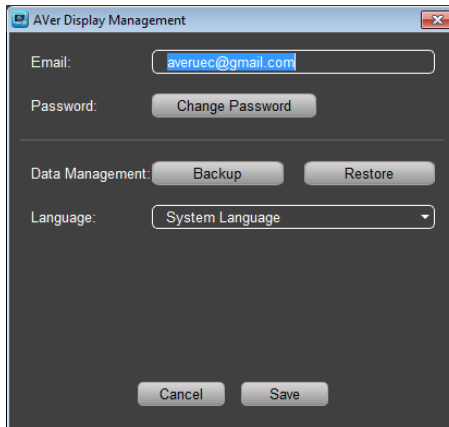 AVer Display Management
Email: averuec@gmail.com
Password: Change Password
Data Management: Backup Restore
Language: System Language
Cancel Save